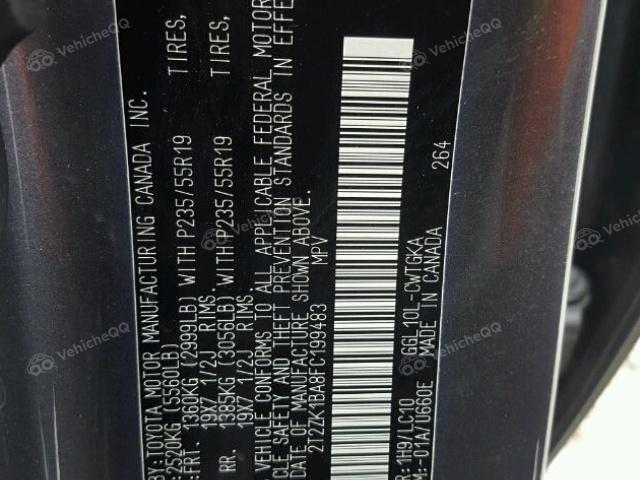 BY:TOYOTA MOTOR MANUFACTURING CANADA INC.
:2520KG (5560LB)
:FRT. 1360KG (2999LB) WITH P235/55R19 TIRES,
19X7 1/2J RIMS
RR. 1385KG (3056LB) WITH P235/55R19 TIRES,
19X7 1/2J RIMS
VEHICLE CONFORMS TO ALL APPLICABLE FEDERAL MOTOR
ICLE SAFETY AND THEFT PREVENTION STANDARDS IN EFFE
DATE OF MANUFACTURE SHOWN ABOVE.
2T2ZK1BA8FC199483 MPV
R:1H9/LC10 GGL10L-CWTGKA
M:-01A/U660E MADE IN CANADA 264
VehicleQQ